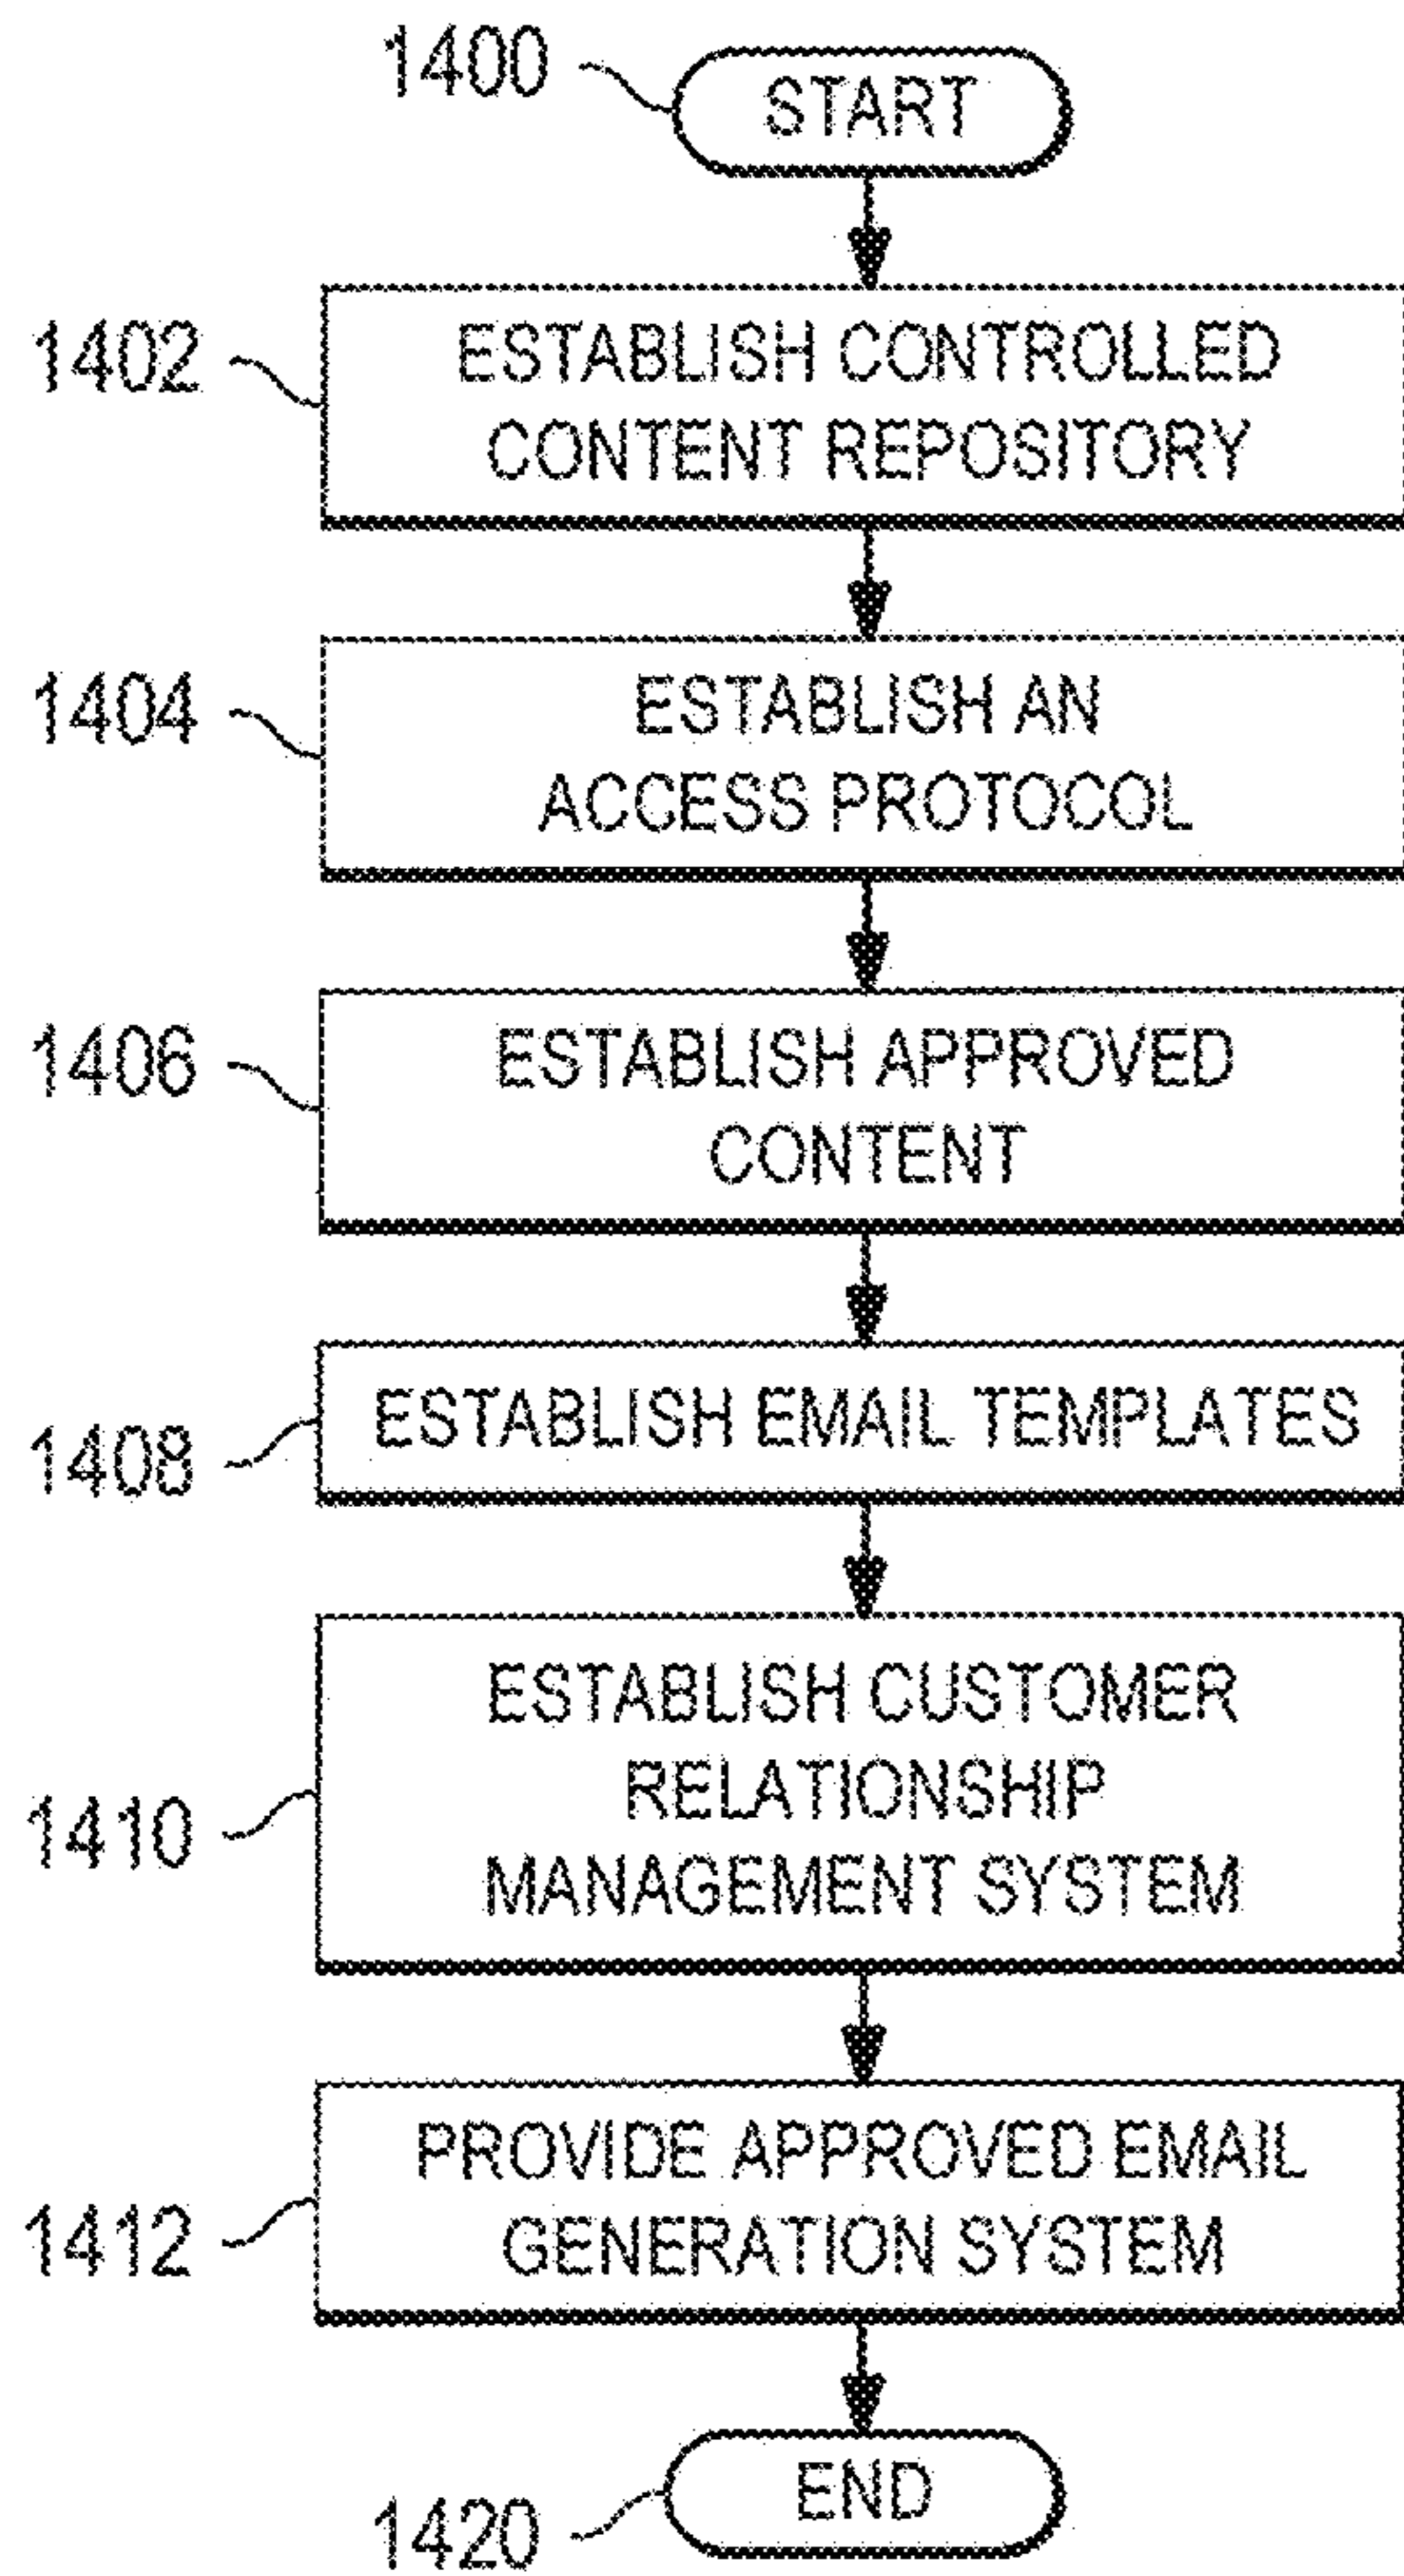 1400
START
1402
ESTABLISH CONTROLLED
CONTENT REPOSITORY
1404
ESTABLISH AN
ACCESS PROTOCOL
1406
ESTABLISH APPROVED
CONTENT
1408
ESTABLISH EMAIL TEMPLATES
1410
ESTABLISH CUSTOMER
RELATIONSHIP
MANAGEMENT SYSTEM
1412
PROVIDE APPROVED EMAIL
GENERATION SYSTEM
1420
END